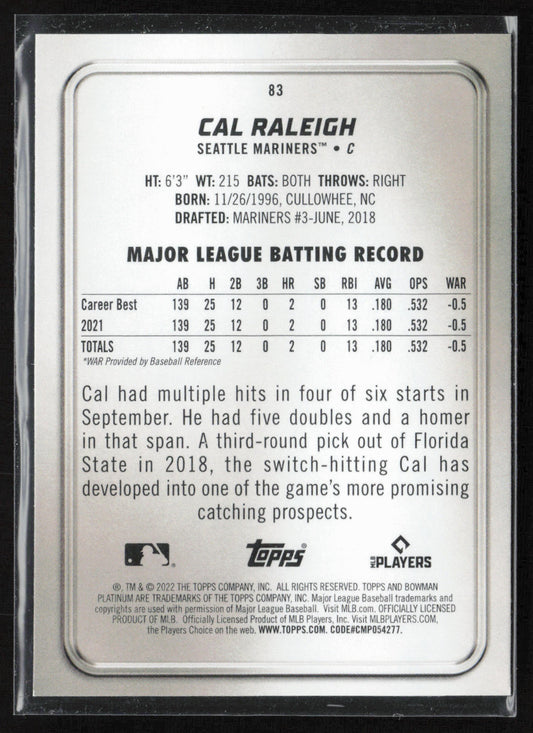 83
CAL RALEIGH
SEATTLE MARINERS™ • C
HT: 6'3" WT: 215 BATS: BOTH THROWS: RIGHT
BORN: 11/26/1996, CULLOWHEE, NC
DRAFTED: MARINERS #3-JUNE, 2018
MAJOR LEAGUE BATTING RECORD
AB H 2B 3B HR SB RBI AVG OPS WAR
Career Best 139 25 12 0 2 0 13 .180 .532 -0.5
2021 139 25 12 0 2 0 13 .180 .532 -0.5
TOTALS 139 25 12 0 2 0 13 .180 .532 -0.5
*WAR Provided by Baseball Reference
Cal had multiple hits in four of six starts in
September. He had five doubles and a homer
in that span. A third-round pick out of Florida
State in 2018, the switch-hitting Cal has
developed into one of the game's more promising
catching prospects.
Topps® MLB PLAYERS
®, TM & © 2022 THE TOPPS COMPANY, INC. ALL RIGHTS RESERVED. TOPPS AND BOWMAN
PLATINUM ARE TRADEMARKS OF THE TOPPS COMPANY, INC. Major League Baseball trademarks and
copyrights are used with permission of Major League Baseball. Visit MLB.com. OFFICIALLY LICENSED
PRODUCT OF MLB. Officially Licensed Product of MLB Players, Inc. Visit MLBPLAYERS.COM,
the Players Choice on the web. WWW.TOPPS.COM. CODE#CMP054277.